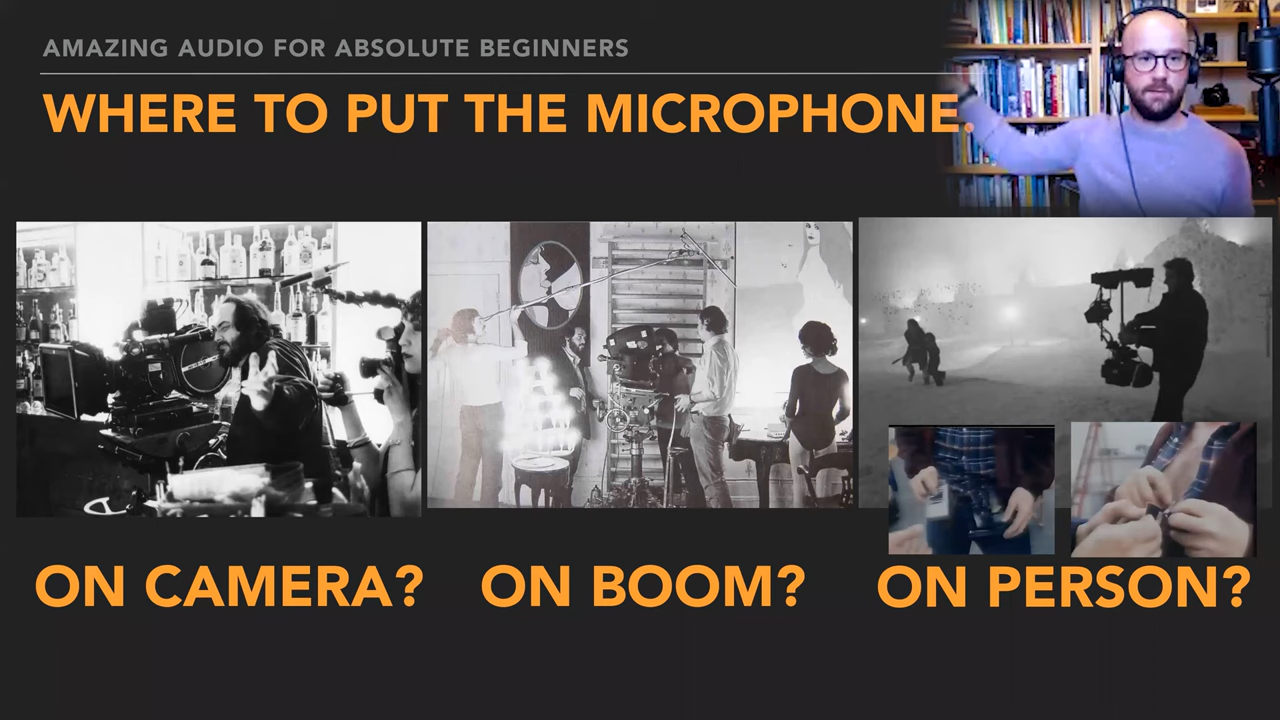 AMAZING AUDIO FOR ABSOLUTE BEGINNERS
WHERE TO PUT THE MICROPHONE.
ON CAMERA?
ON BOOM?
ON PERSON?